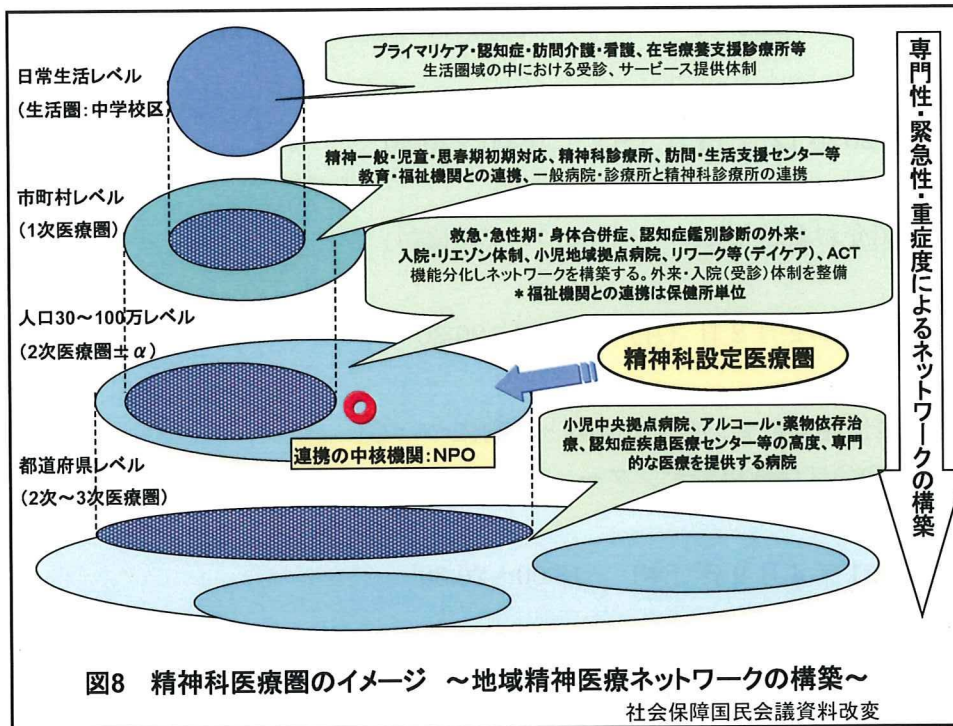 日常生活レベル
(生活圏:中学校区)
プライマリケア・認知症・訪問介護・看護、在宅療養支援診療所等
生活圏域の中における受診、サービス提供体制
市町村レベル
(1次医療圏)
精神一般・児童・思春期初期対応、精神科診療所、訪問・生活支援センター等
教育・福祉機関との連携、一般病院・診療所と精神科診療所の連携
人口30~100万レベル
(2次医療圏±α)
救急・急性期・身体合併症、認知症鑑別診断の外来・
入院・リエゾン体制、小児地域拠点病院、リワーク等(デイケア)、ACT
機能分化しネットワークを構築する。外来・入院(受診)体制を整備
*福祉機関との連携は保健所単位
精神科設定医療圏
連携の中核機関:NPO
都道府県レベル
(2次~3次医療圏)
小児中央拠点病院、アルコール・薬物依存治
療、認知症疾患医療センター等の高度、専門
的な医療を提供する病院
専門性・緊急性・重症度によるネットワークの構築
図8 精神科医療圏のイメージ ~地域精神医療ネットワークの構築~
社会保障国民会議資料改変